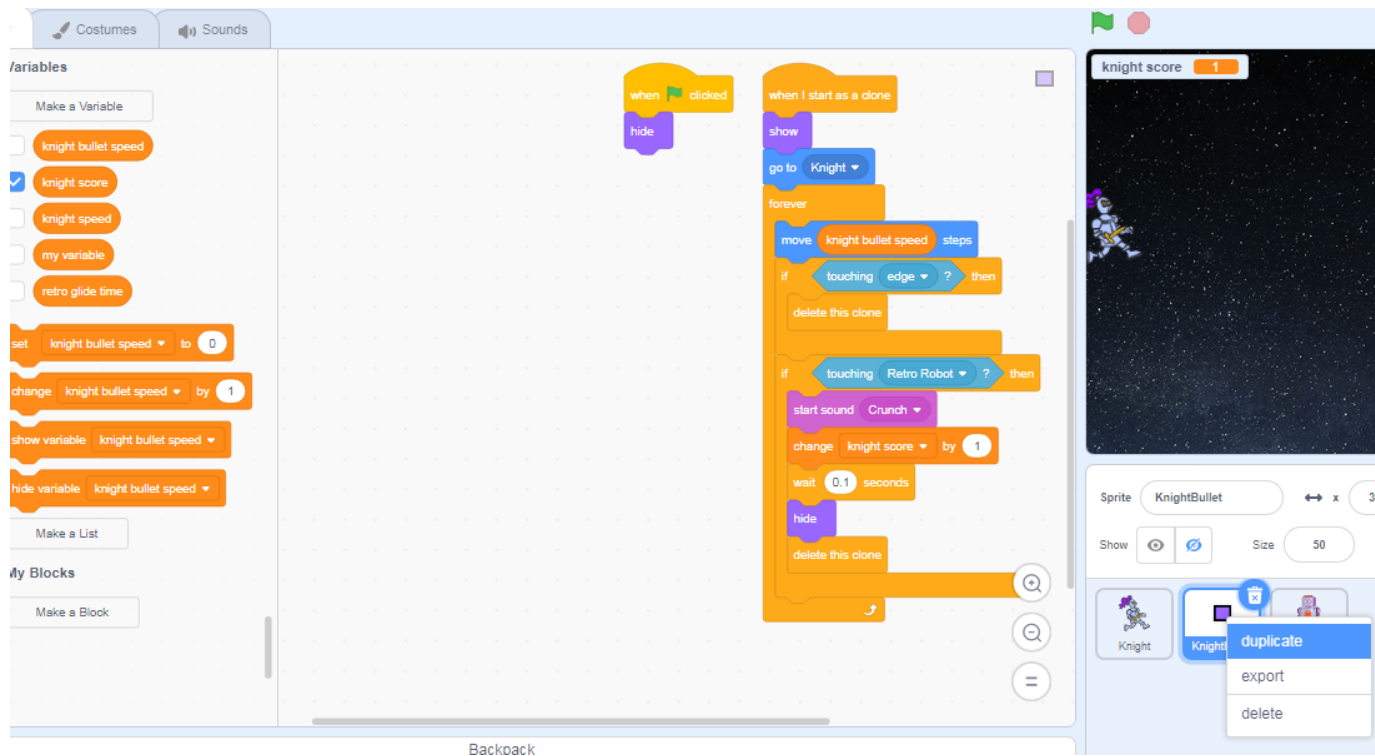 Costumes
Sounds
Variables
Make a Variable
knight bullet speed
knight score
knight speed
my variable
retro glide time
set knight bullet speed to 0
change knight bullet speed by 1
show variable knight bullet speed
hide variable knight bullet speed
Make a List
My Blocks
Make a Block
when clicked
hide
when I start as a clone
show
go to Knight
forever
move knight bullet speed steps
if touching edge ? then
delete this clone
if touching Retro Robot ? then
start sound Crunch
change knight score by 1
wait 0.1 seconds
hide
delete this clone
Backpack
knight score 1
Sprite KnightBullet x 3
Show Size 50
Knight
duplicate
export
delete